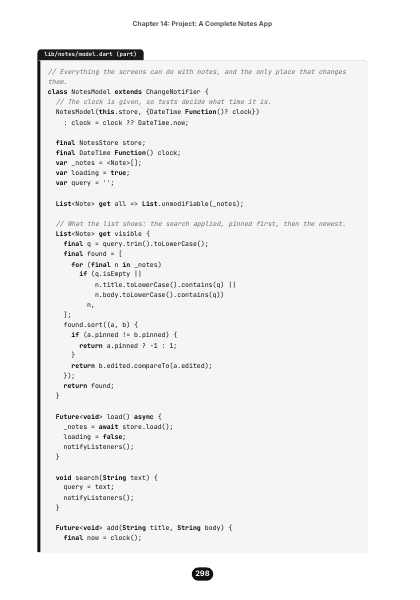 Chapter 14: Project: A Complete Notes App
lib/notes/model.dart (part)
// Everything the screens can do with notes, and the only place that changes
them.
class NotesModel extends ChangeNotifier {
  // The clock is given, so tests decide what time it is.
  NotesModel(this.store, {DateTime Function()? clock})
    : clock = clock ?? DateTime.now;

  final NotesStore store;
  final DateTime Function() clock;
  var _notes = <Note>[];
  var loading = true;
  var query = '';

  List<Note> get all => List.unmodifiable(_notes);

  // What the list shows: the search applied, pinned first, then the newest.
  List<Note> get visible {
    final q = query.trim().toLowerCase();
    final found = [
      for (final n in _notes)
        if (q.isEmpty ||
            n.title.toLowerCase().contains(q) ||
            n.body.toLowerCase().contains(q))
          n,
    ];
    found.sort((a, b) {
      if (a.pinned != b.pinned) {
        return a.pinned ? -1 : 1;
      }
      return b.edited.compareTo(a.edited);
    });
    return found;
  }

  Future<void> load() async {
    _notes = await store.load();
    loading = false;
    notifyListeners();
  }

  void search(String text) {
    query = text;
    notifyListeners();
  }

  Future<void> add(String title, String body) {
    final now = clock();
298